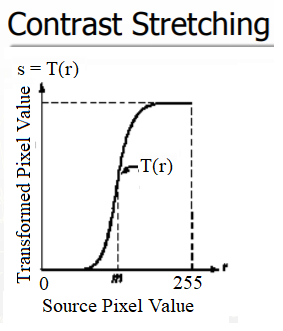 Contrast Stretching
s = T(r)
Transformed Pixel Value
T(r)
r
0 m 255
Source Pixel Value